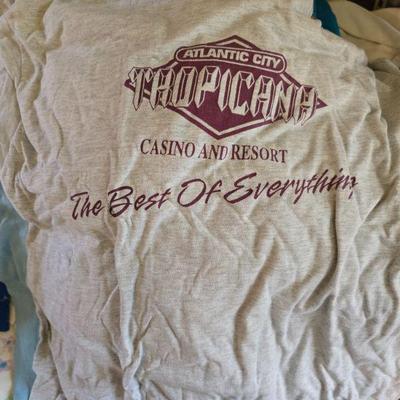 ATLANTIC CITY
TROPICANA
CASINO AND RESORT
The Best Of Everything